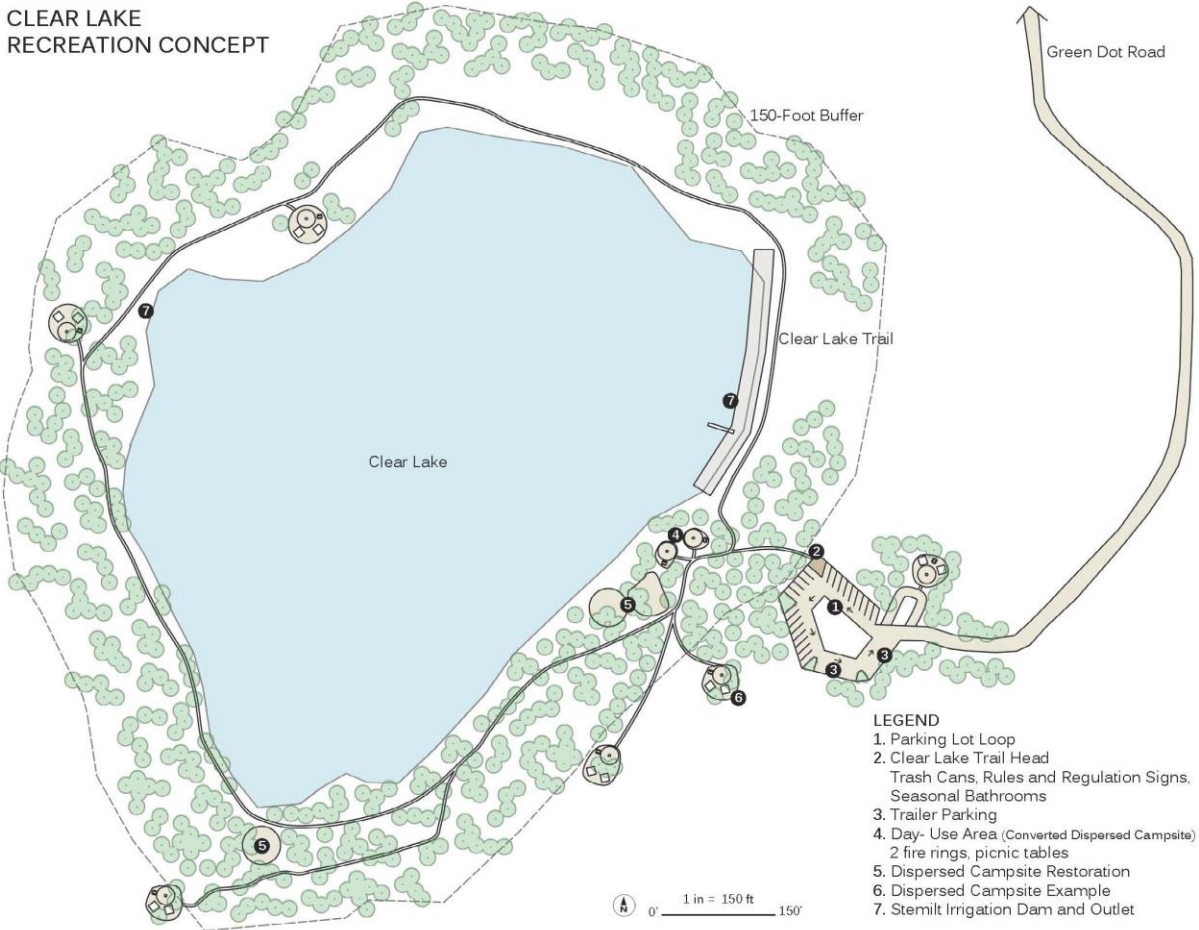 CLEAR LAKE
RECREATION CONCEPT
Green Dot Road
150-Foot Buffer
7
Clear Lake Trail
7
Clear Lake
4
2
5
1
3
3
6
5
LEGEND
1. Parking Lot Loop
2. Clear Lake Trail Head
Trash Cans, Rules and Regulation Signs,
Seasonal Bathrooms
3. Trailer Parking
4. Day- Use Area (Converted Dispersed Campsite)
2 fire rings, picnic tables
5. Dispersed Campsite Restoration
6. Dispersed Campsite Example
7. Stemilt Irrigation Dam and Outlet
N
1 in = 150 ft
0' 150'